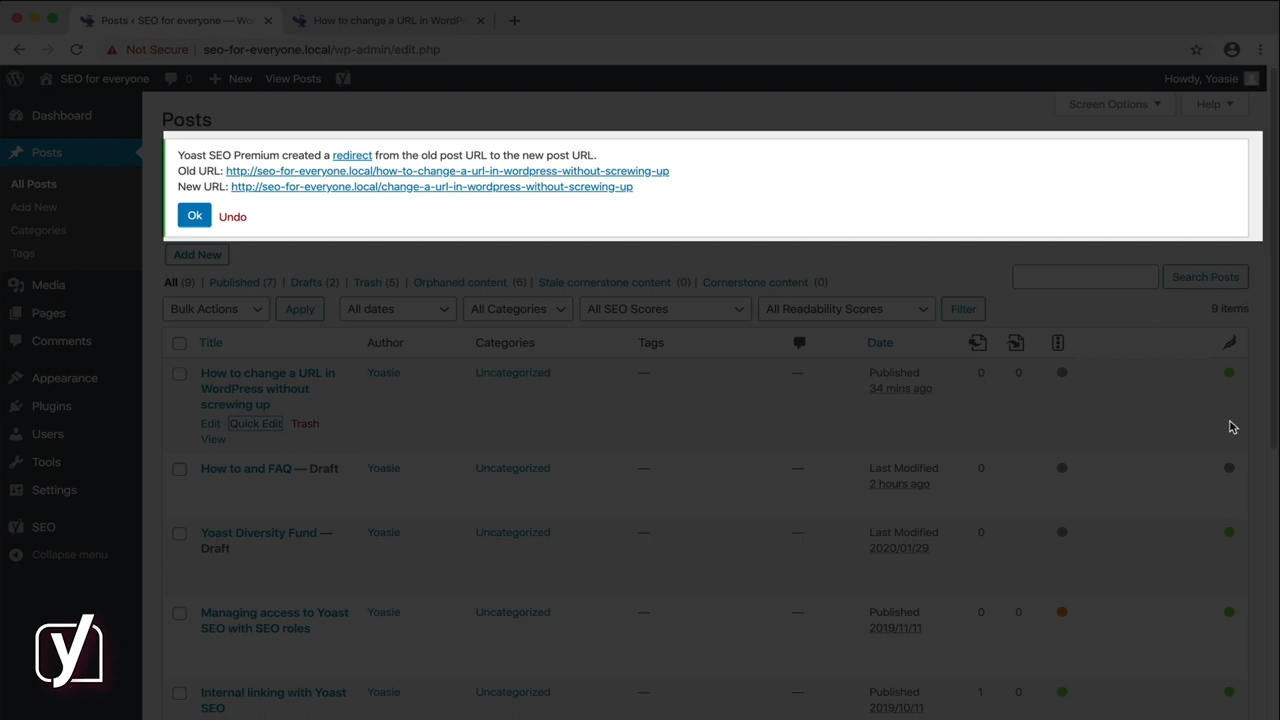 Posts ‹ SEO for everyone — Wor
How to change a URL in WordPr
Not Secure
seo-for-everyone.local/wp-admin/edit.php
SEO for everyone
0
New
View Posts
Howdy, Yoasie
Dashboard
Posts
All Posts
Add New
Categories
Tags
Media
Pages
Comments
Appearance
Plugins
Users
Tools
Settings
SEO
Collapse menu
Posts
Screen Options
Help
Yoast SEO Premium created a redirect from the old post URL to the new post URL.
Old URL: http://seo-for-everyone.local/how-to-change-a-url-in-wordpress-without-screwing-up
New URL: http://seo-for-everyone.local/change-a-url-in-wordpress-without-screwing-up
Ok Undo
Add New
All (9) | Published (7) | Drafts (2) | Trash (5) | Orphaned content (6) | Stale cornerstone content (0) | Cornerstone content (0)
Search Posts
Bulk Actions Apply All dates All Categories All SEO Scores All Readability Scores Filter 9 items
Title Author Categories Tags Date
How to change a URL in
WordPress without
screwing up
Edit Quick Edit Trash
View
Yoasie
Uncategorized
—
—
Published
34 mins ago
0
0
How to and FAQ — Draft
Yoasie
Uncategorized
—
—
Last Modified
2 hours ago
0
Yoast Diversity Fund —
Draft
Yoasie
Uncategorized
—
—
Last Modified
2020/01/29
0
Managing access to Yoast
SEO with SEO roles
Yoasie
Uncategorized
—
—
Published
2019/11/11
0
0
Internal linking with Yoast
SEO
Yoasie
Uncategorized
—
—
Published
2019/10/11
1
0
y